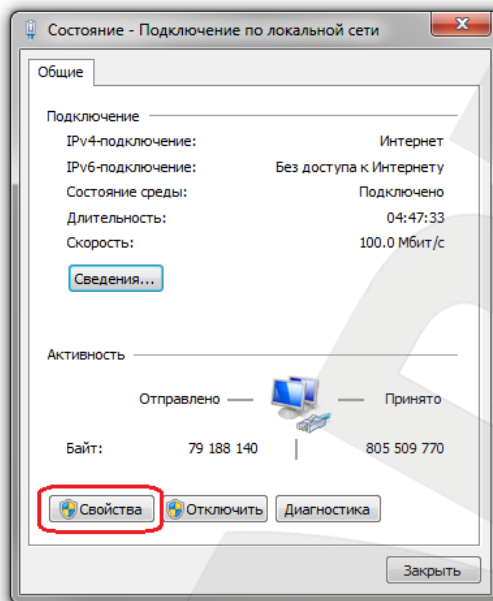 Состояние - Подключение по локальной сети
Общие
Подключение
IPv4-подключение: Интернет
IPv6-подключение: Без доступа к Интернету
Состояние среды: Подключено
Длительность: 04:47:33
Скорость: 100.0 Мбит/с
Сведения...
Активность
Отправлено Принято
Байт: 79 188 140 805 509 770
Свойства Отключить Диагностика
Закрыть